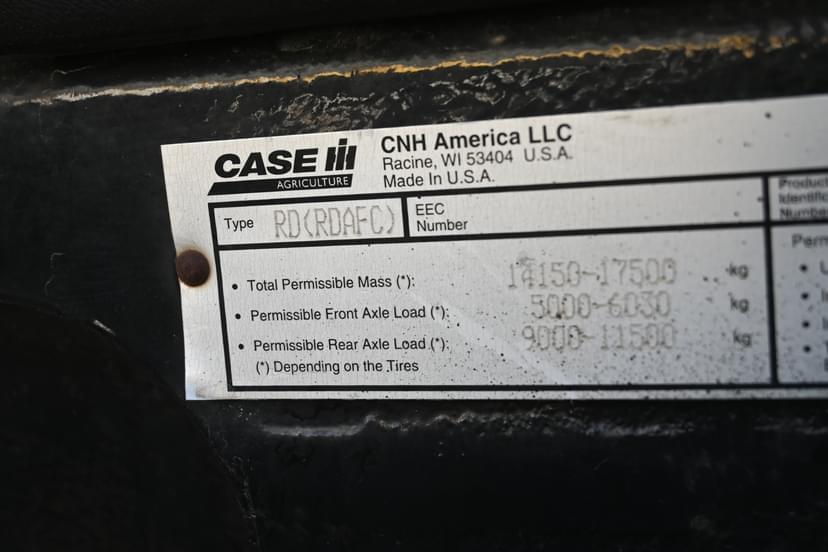 CASE IH
AGRICULTURE
CNH America LLC
Racine, WI 53404 U.S.A.
Made In U.S.A.
Type RD(RDAFC)
EEC
Number
• Total Permissible Mass (*): 14150-17500 kg
• Permissible Front Axle Load (*): 5000-6030 kg
• Permissible Rear Axle Load (*): 9000-11500 kg
(*) Depending on the Tires
Product
Identific
Number
Perm